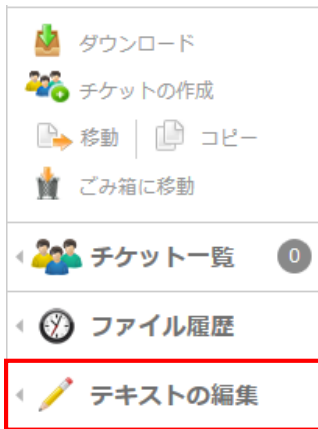 ダウンロード
チケットの作成
移動 コピー
ごみ箱に移動
チケット一覧 0
ファイル履歴
テキストの編集